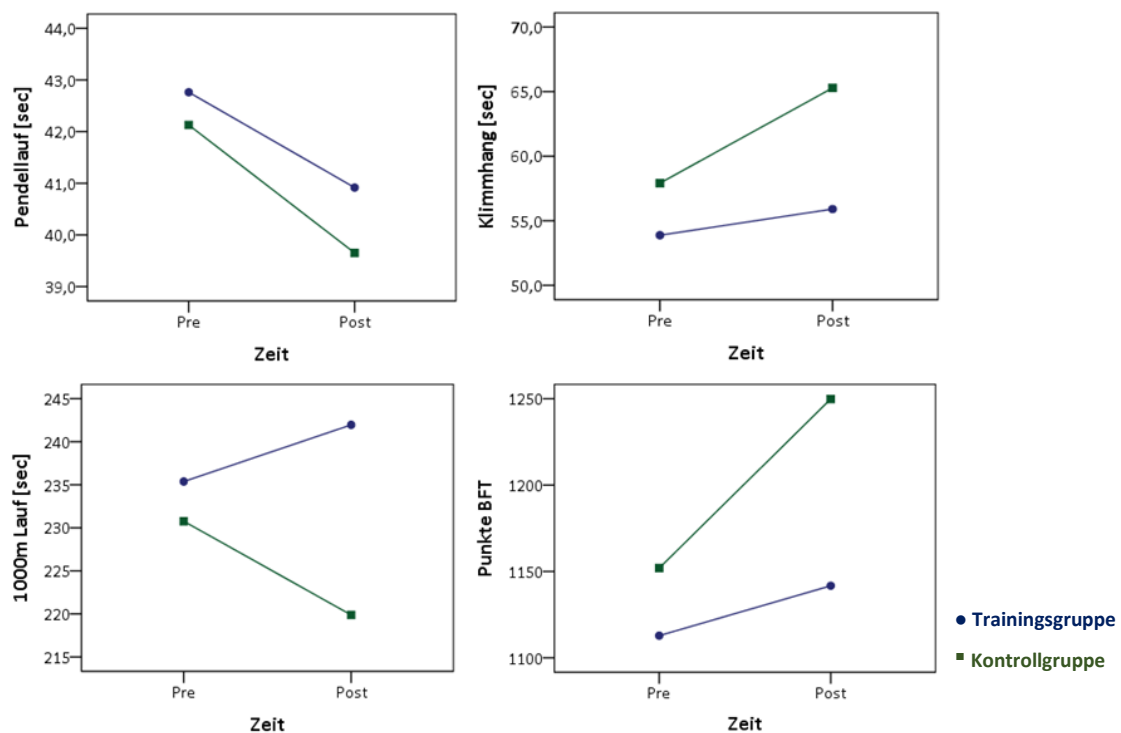 Pendellauf [sec]
44,0
43,0
42,0
41,0
40,0
39,0
Pre
Post
Zeit
Klimmhang [sec]
70,0
65,0
60,0
55,0
50,0
Pre
Post
Zeit
1000m Lauf [sec]
245
240
235
230
225
220
215
Pre
Post
Zeit
Punkte BFT
1250
1200
1150
1100
Pre
Post
Zeit
Trainingsgruppe
Kontrollgruppe